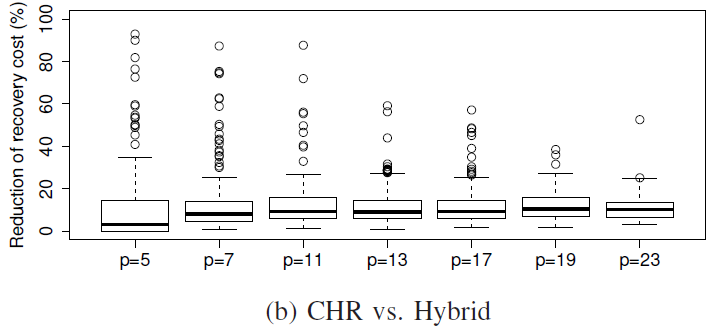 Reduction of recovery cost (%)
100
80
60
40
20
0
p=5 p=7 p=11 p=13 p=17 p=19 p=23
(b) CHR vs. Hybrid